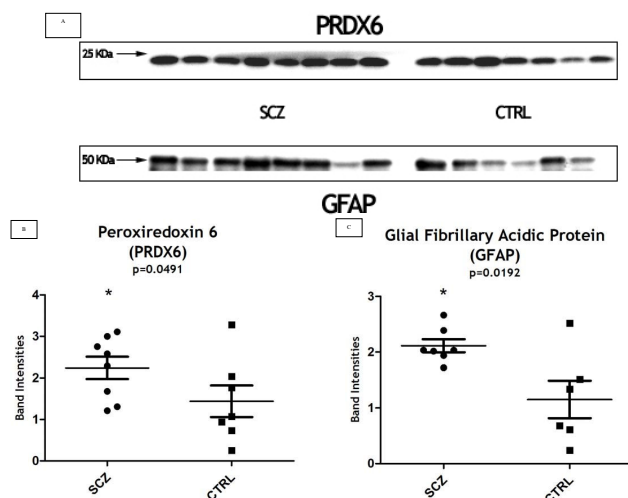 A
PRDX6
25 KDa
SCZ CTRL
50 KDa
GFAP
B
Peroxiredoxin 6
(PRDX6)
p=0.0491
*
4
3
2
1
0
Band Intensities
SCZ
CTRL
C
Glial Fibrillary Acidic Protein
(GFAP)
p=0.0192
*
3
2
1
0
Band Intensities
SCZ
CTRL